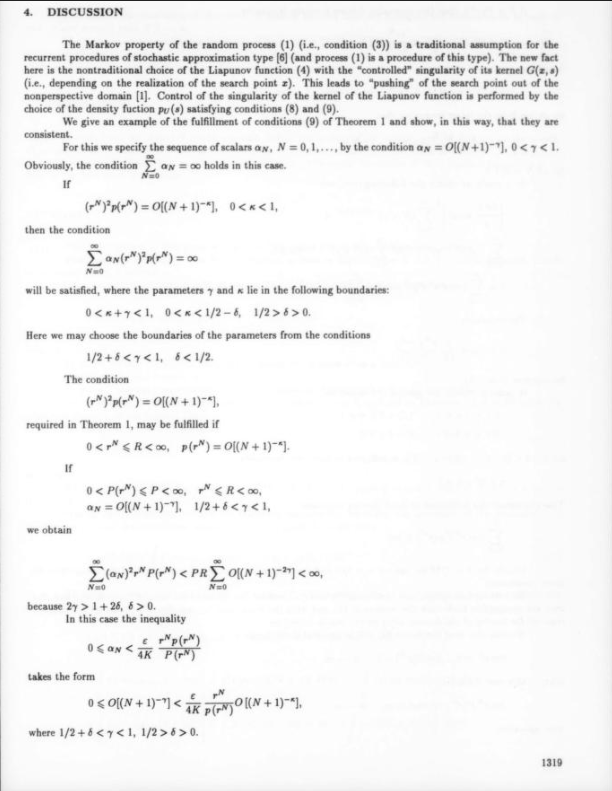 4. DISCUSSION
The Markov property of the random process (1) (i.e., condition (3)) is a traditional assumption for the
recurrent procedures of stochastic approximation type [6] (and process (1) is a procedure of this type). The new fact
here is the nontraditional choice of the Liapunov function (4) with the "controlled" singularity of its kernel G(x, s)
(i.e., depending on the realization of the search point x). This leads to "pushing" of the search point out of the
nonperspective domain [1]. Control of the singularity of the kernel of the Liapunov function is performed by the
choice of the density fuction p_U(s) satisfying conditions (8) and (9).
We give an example of the fulfillment of conditions (9) of Theorem 1 and show, in this way, that they are
consistent.
For this we specify the sequence of scalars α_N, N = 0, 1, ..., by the condition α_N = O[(N+1)^{-γ}], 0 < γ < 1.
Obviously, the condition ∑_{N=0}^{∞} α_N = ∞ holds in this case.
If
(r^N)²p(r^N) = O[(N + 1)^{-κ}], 0 < κ < 1,
then the condition
∑_{N=0}^{∞} α_N(r^N)²p(r^N) = ∞
will be satisfied, where the parameters γ and κ lie in the following boundaries:
0 < κ + γ < 1, 0 < κ < 1/2 − δ, 1/2 > δ > 0.
Here we may choose the boundaries of the parameters from the conditions
1/2 + δ < γ < 1, δ < 1/2.
The condition
(r^N)²p(r^N) = O[(N + 1)^{-κ}],
required in Theorem 1, may be fulfilled if
0 < r^N ⩽ R < ∞, p(r^N) = O[(N + 1)^{-κ}].
If
0 < P(r^N) ⩽ P < ∞, r^N ⩽ R < ∞,
α_N = O[(N + 1)^{-γ}], 1/2 + δ < γ < 1,
we obtain
∑_{N=0}^{∞} (α_N)²r^N P(r^N) < PR ∑_{N=0}^{∞} O[(N + 1)^{-2γ}] < ∞,
because 2γ > 1 + 2δ, δ > 0.
In this case the inequality
0 ⩽ α_N < \frac{ε}{4K} \frac{r^N p(r^N)}{P(r^N)}
takes the form
0 ⩽ O[(N + 1)^{-γ}] < \frac{ε}{4K} \frac{r^N}{p(r^N)} O[(N + 1)^{-κ}],
where 1/2 + δ < γ < 1, 1/2 > δ > 0.
1319